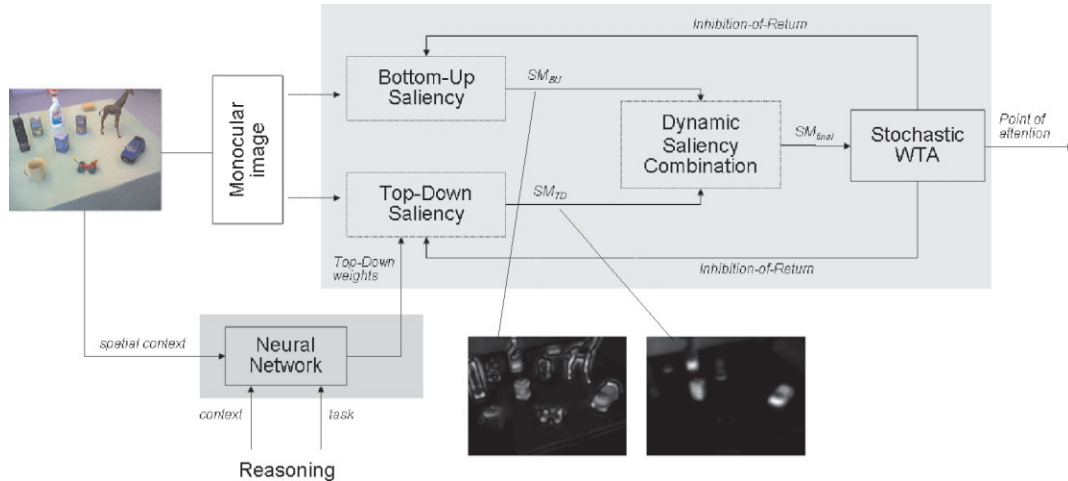 Inhibition-of-Return
Bottom-Up
Saliency
SM_BU
Monocular
image
Dynamic
Saliency
Combination
SM_final
Stochastic
WTA
Point of
attention
Top-Down
Saliency
SM_TD
Top-Down
weights
Inhibition-of-Return
spatial context
Neural
Network
context
task
Reasoning